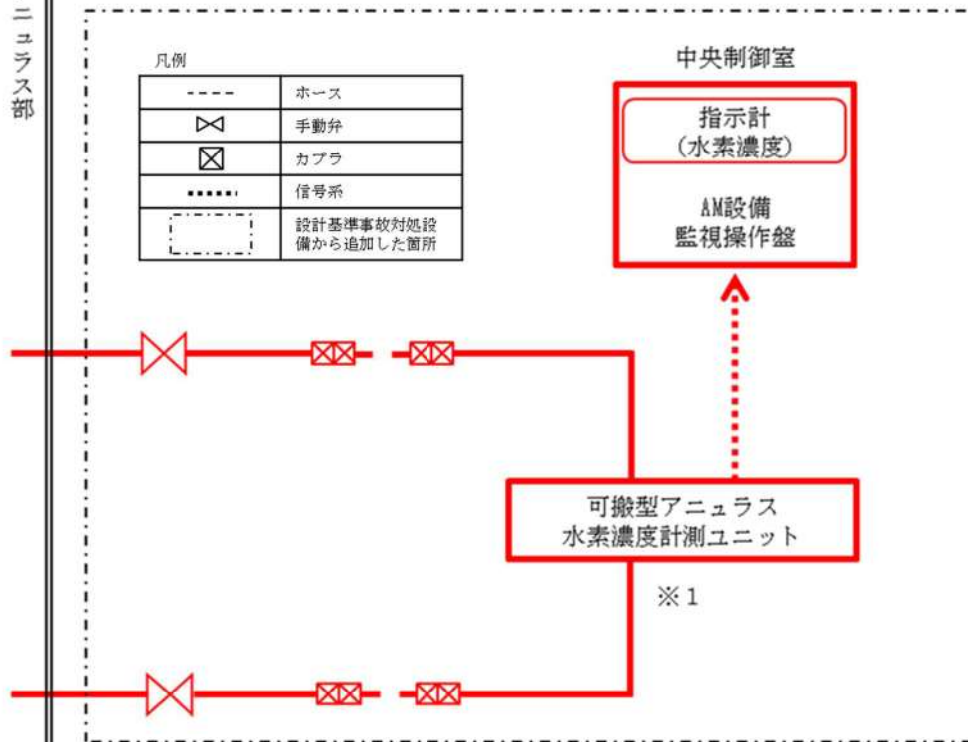 ニュラス部
凡例
ホース
手動弁
カプラ
信号系
設計基準事故対処設
備から追加した箇所
中央制御室
指示計
(水素濃度)
AM設備
監視操作盤
可搬型アニュラス
水素濃度計測ユニット
※1